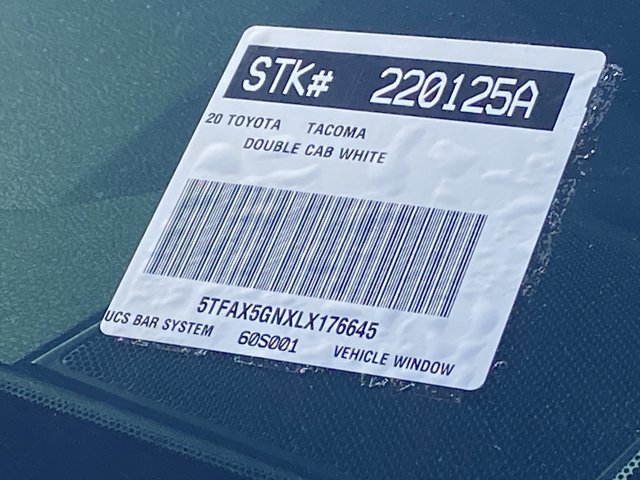 STK# 220125A
20 TOYOTA TACOMA
DOUBLE CAB WHITE
5TFAX5GNXLX176645
UCS BAR SYSTEM 60S001 VEHICLE WINDOW